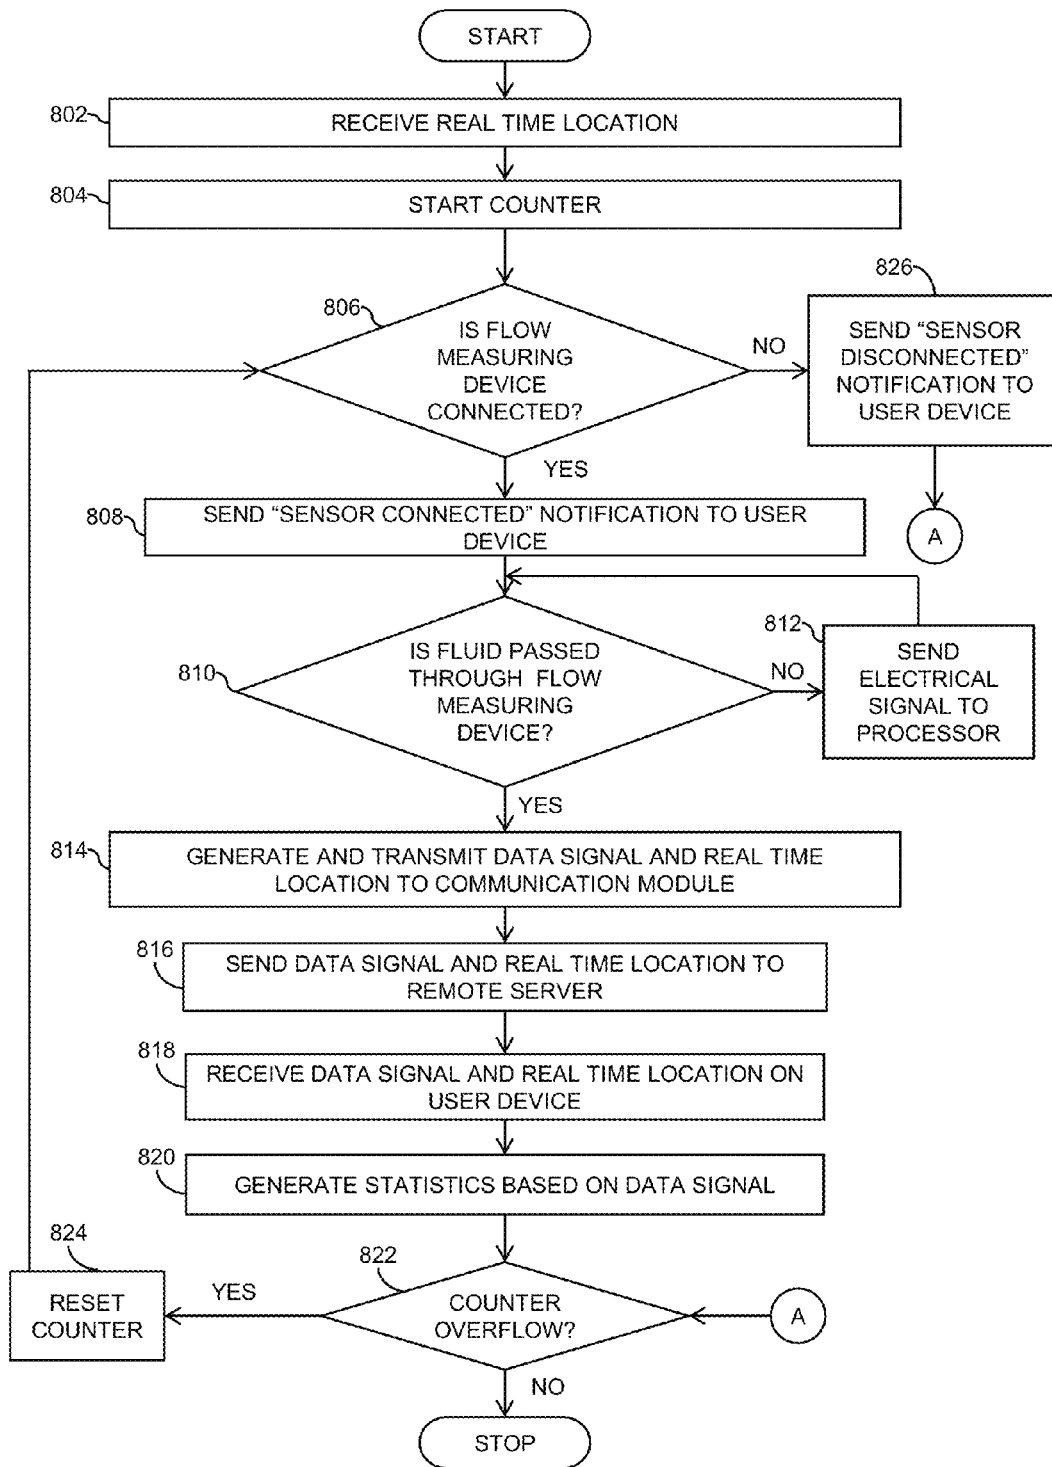 START
802
RECEIVE REAL TIME LOCATION
804
START COUNTER
806
IS FLOW
MEASURING
DEVICE
CONNECTED?
NO
826
SEND “SENSOR
DISCONNECTED”
NOTIFICATION TO
USER DEVICE
A
YES
808
SEND “SENSOR CONNECTED” NOTIFICATION TO USER
DEVICE
810
IS FLUID PASSED
THROUGH FLOW
MEASURING
DEVICE?
NO
812
SEND
ELECTRICAL
SIGNAL TO
PROCESSOR
YES
814
GENERATE AND TRANSMIT DATA SIGNAL AND REAL TIME
LOCATION TO COMMUNICATION MODULE
816
SEND DATA SIGNAL AND REAL TIME LOCATION TO
REMOTE SERVER
818
RECEIVE DATA SIGNAL AND REAL TIME LOCATION ON
USER DEVICE
820
GENERATE STATISTICS BASED ON DATA SIGNAL
822
COUNTER
OVERFLOW?
A
YES
824
RESET
COUNTER
NO
STOP